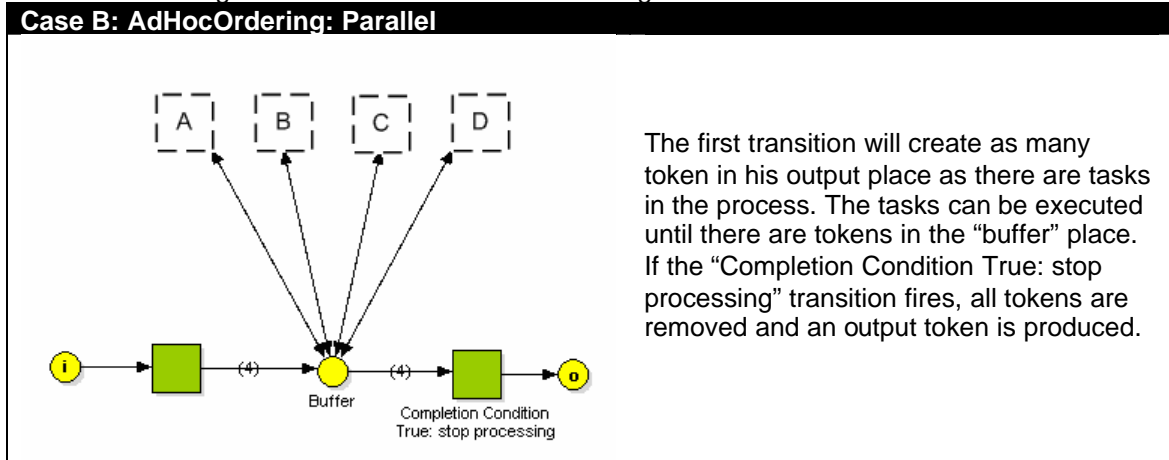 Case B: AdHocOrdering: Parallel
A B C D
The first transition will create as many
token in his output place as there are tasks
in the process. The tasks can be executed
until there are tokens in the “buffer” place.
If the “Completion Condition True: stop
processing” transition fires, all tokens are
removed and an output token is produced.
i (4) (4) o
Buffer
Completion Condition
True: stop processing